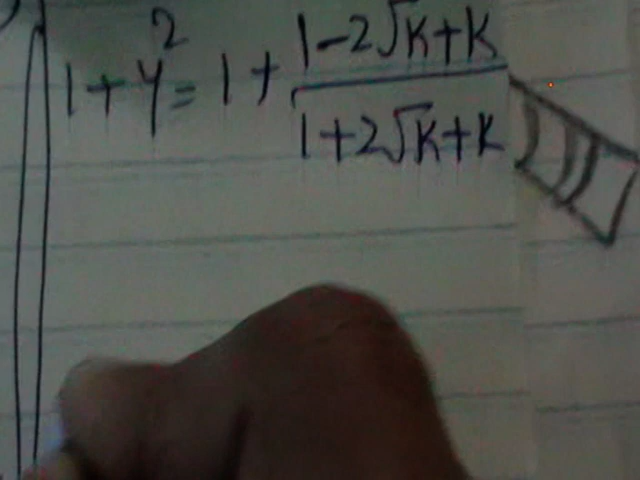 1 + y² = 1 + (1 - 2√K + K) / (1 + 2√K + K)